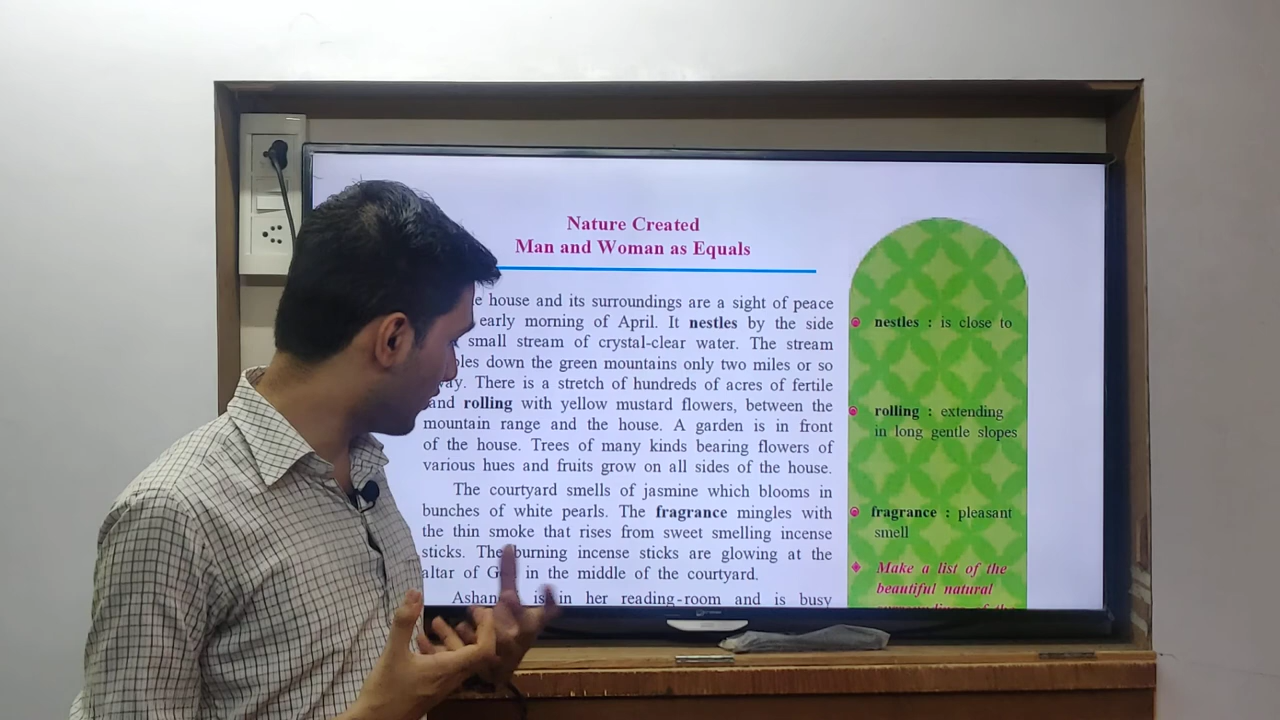 Nature Created
Man and Woman as Equals
house and its surroundings are a sight of peace
early morning of April. It nestles by the side
small stream of crystal-clear water. The stream
down the green mountains only two miles or so
There is a stretch of hundreds of acres of fertile
and rolling with yellow mustard flowers, between the
mountain range and the house. A garden is in front
of the house. Trees of many kinds bearing flowers of
various hues and fruits grow on all sides of the house.
The courtyard smells of jasmine which blooms in
bunches of white pearls. The fragrance mingles with
the thin smoke that rises from sweet smelling incense
sticks. The burning incense sticks are glowing at the
altar of God in the middle of the courtyard.
is in her reading-room and is busy
nestles : is close to
rolling : extending
in long gentle slopes
fragrance : pleasant
smell
Make a list of the
beautiful natural